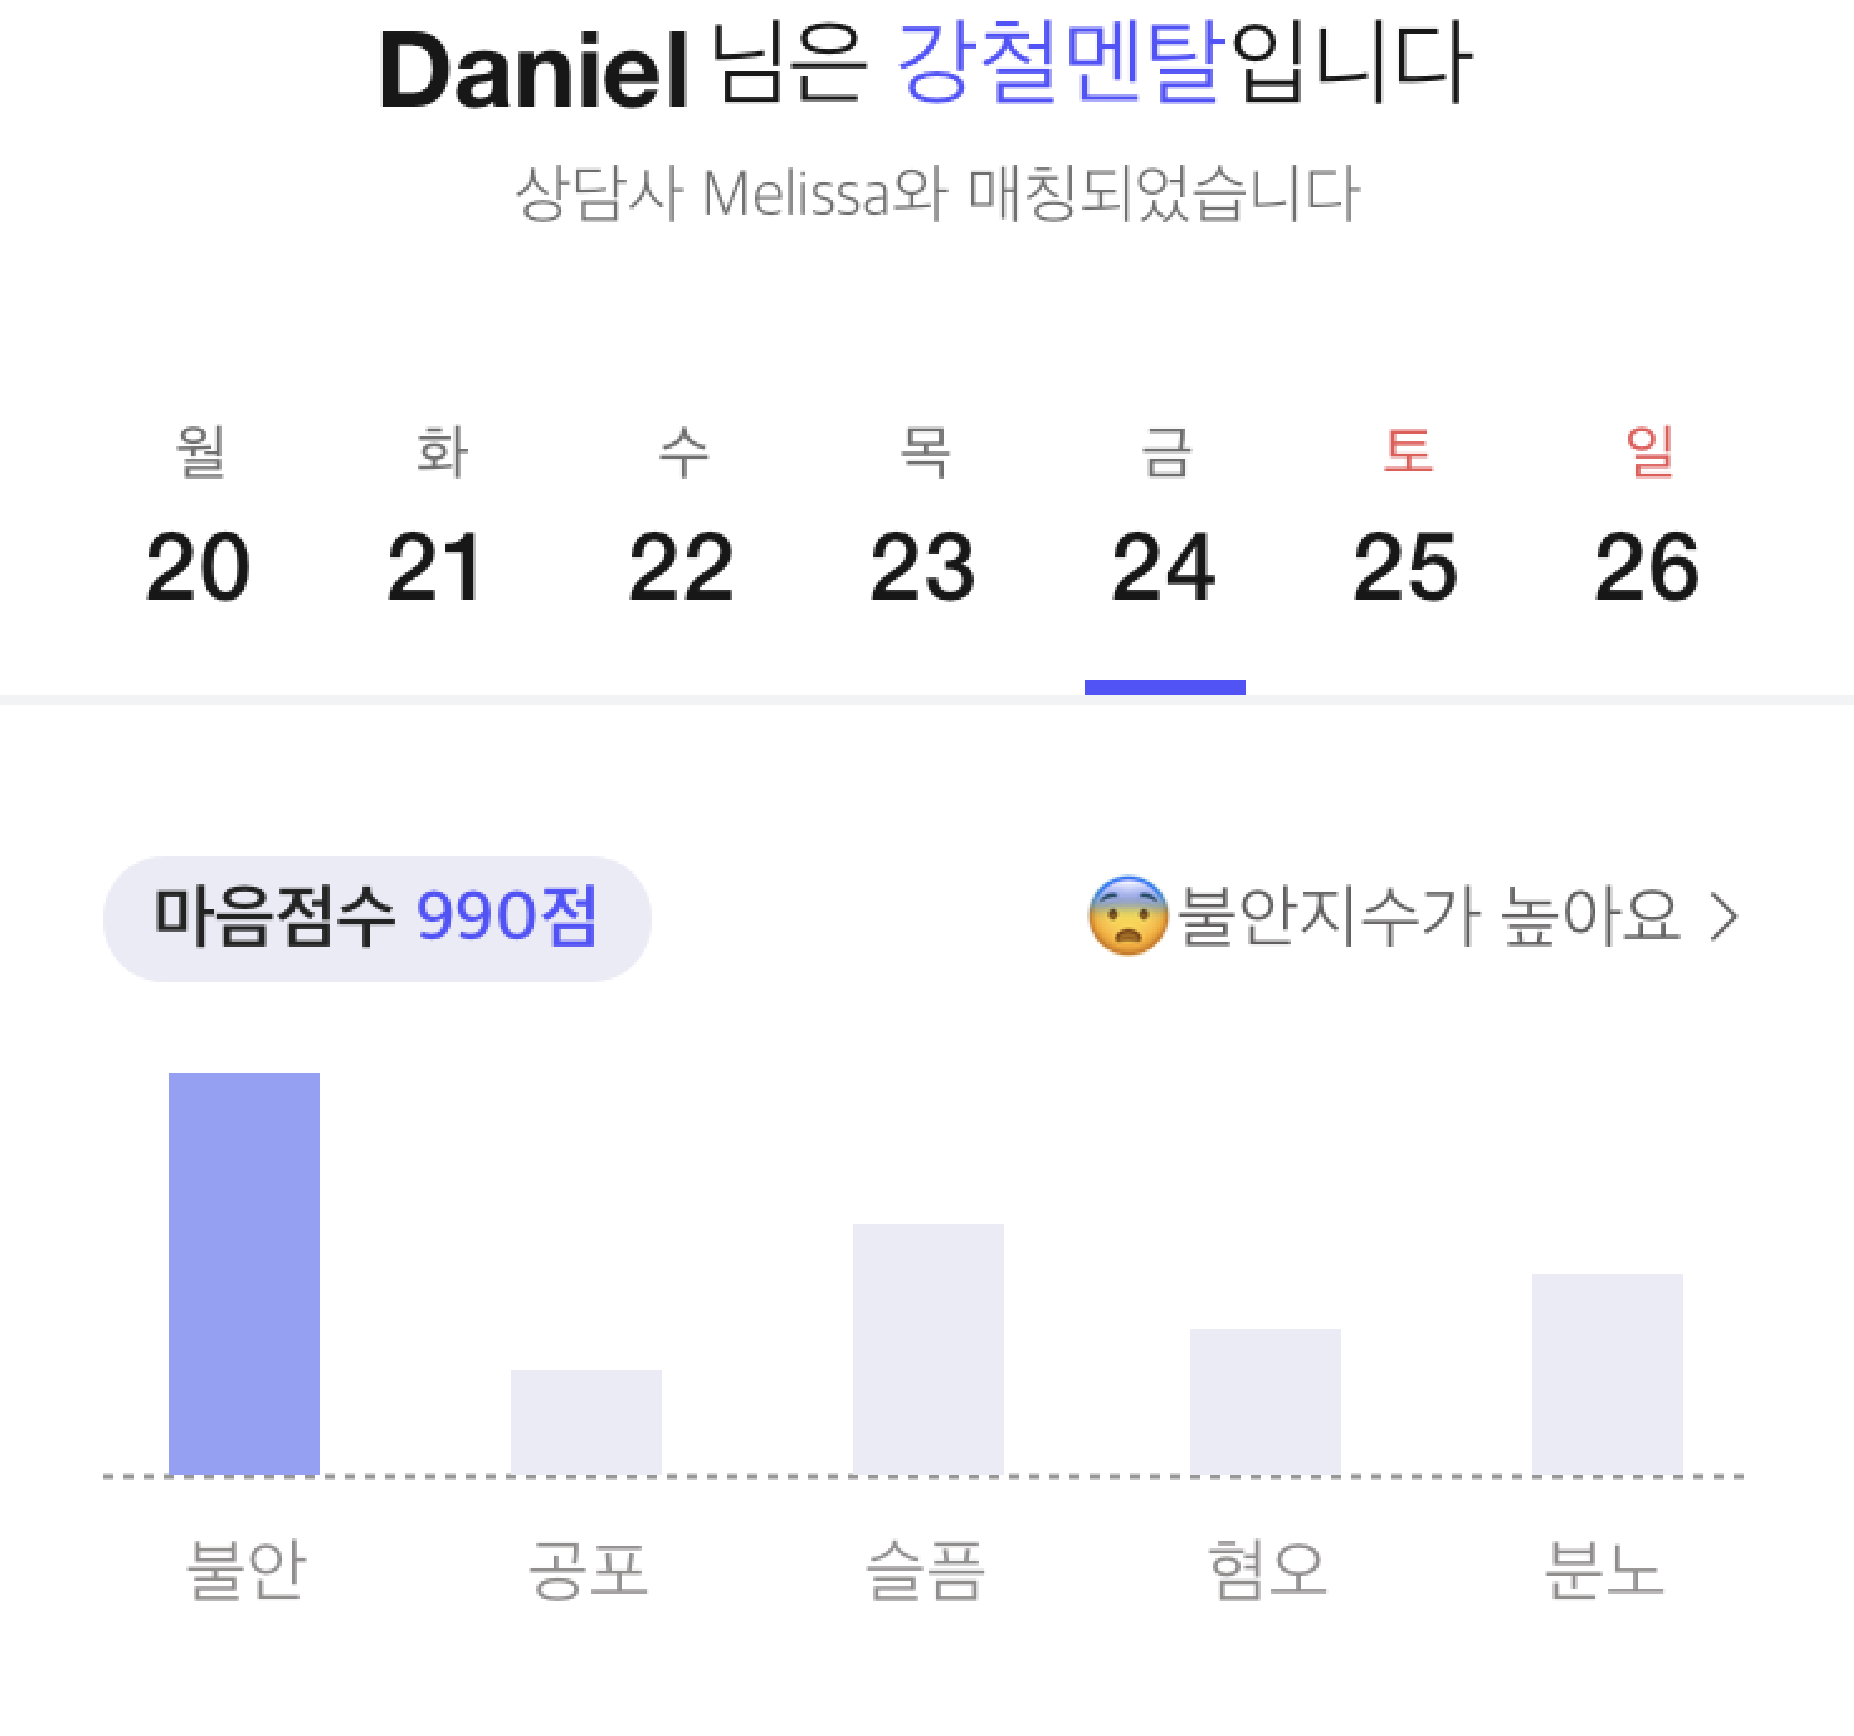 Daniel 님은 강철멘탈입니다
상담사 Melissa와 매칭되었습니다
월 화 수 목 금 토 일
20 21 22 23 24 25 26
마음점수 990점
😨불안지수가 높아요 >
불안 공포 슬픔 혐오 분노